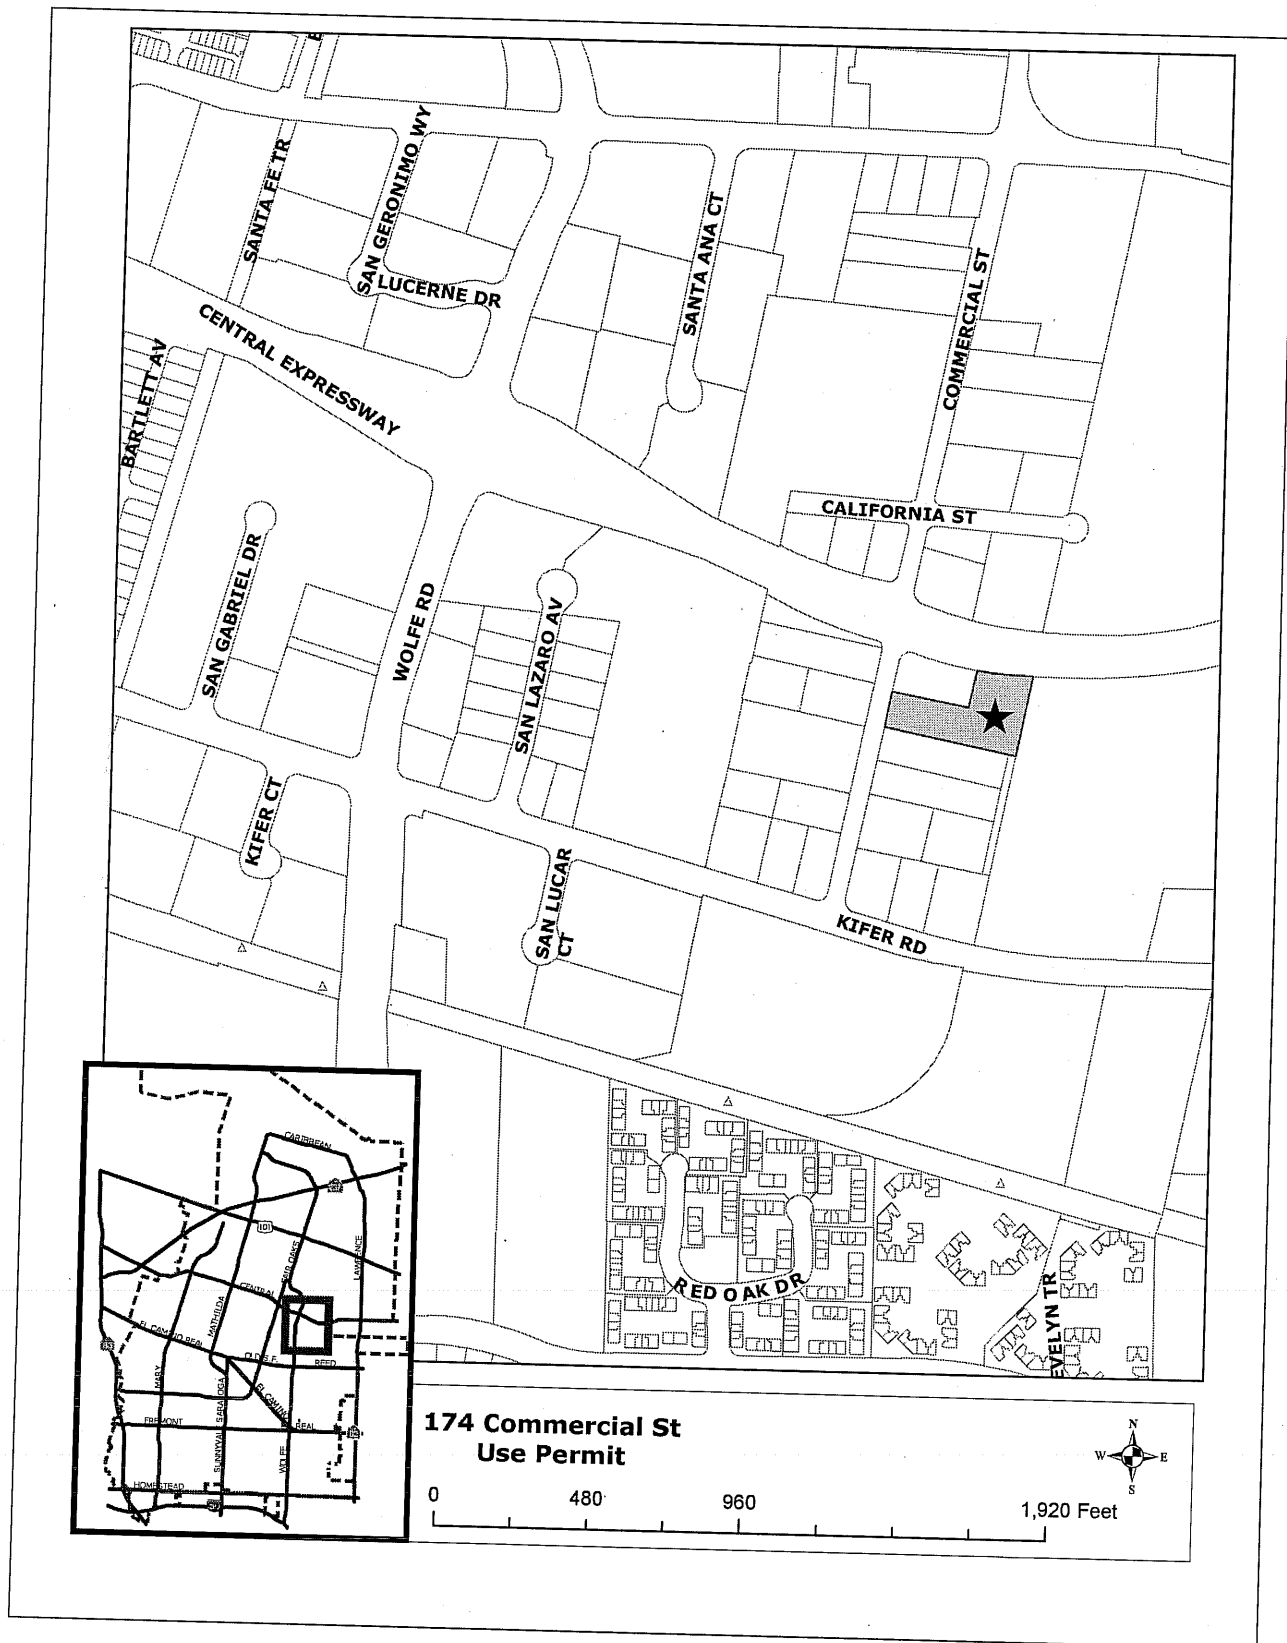 SANTA FE TR
SAN GERONIMO WY
LUCERNE DR
SANTA ANA CT
COMMERCIAL ST
CENTRAL EXPRESSWAY
BARTLETT AV
CALIFORNIA ST
SAN GABRIEL DR
WOLFE RD
SAN LAZARO AV
KIFER CT
SAN LUCAR
CT
KIFER RD
RED OAK DR
EVELYN TR
CARIBBEAN
101
FAIR OAKS
LAWRENCE
CENTRAL
MATHILDA
EL CAMINO REAL
OLD S.F.
REED
MARY
SUNNYVALE SARATOGA
EL CAMINO
REAL
FREMONT
WOLFE
HOMESTEAD
174 Commercial St
Use Permit
N
W E
S
0 480 960 1,920 Feet